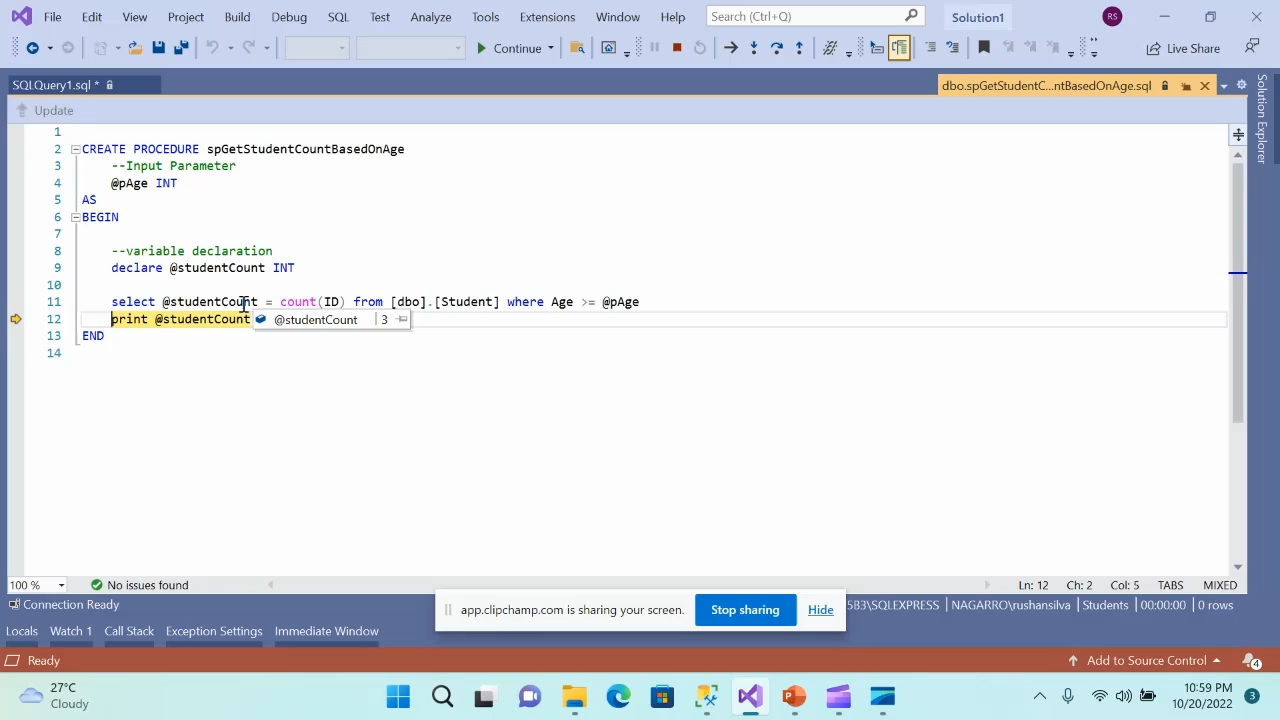 File Edit View Project Build Debug SQL Test Analyze Tools Extensions Window Help Search (Ctrl+Q) Solution1 RS
Continue Live Share
SQLQuery1.sql * dbo.spGetStudentC...ntBasedOnAge.sql
Update
Solution Explorer
1
2 CREATE PROCEDURE spGetStudentCountBasedOnAge
3 --Input Parameter
4 @pAge INT
5 AS
6 BEGIN
7
8 --variable declaration
9 declare @studentCount INT
10
11 select @studentCount = count(ID) from [dbo].[Student] where Age >= @pAge
12 print @studentCount @studentCount 3
13 END
14
100 % No issues found Ln: 12 Ch: 2 Col: 5 TABS MIXED
Connection Ready 5B3\SQLEXPRESS NAGARRO\rushansilva Students 00:00:00 0 rows
app.clipchamp.com is sharing your screen. Stop sharing Hide
Locals Watch 1 Call Stack Exception Settings Immediate Window
Ready Add to Source Control 4
27°C
Cloudy
10:59 PM
10/20/2022 3